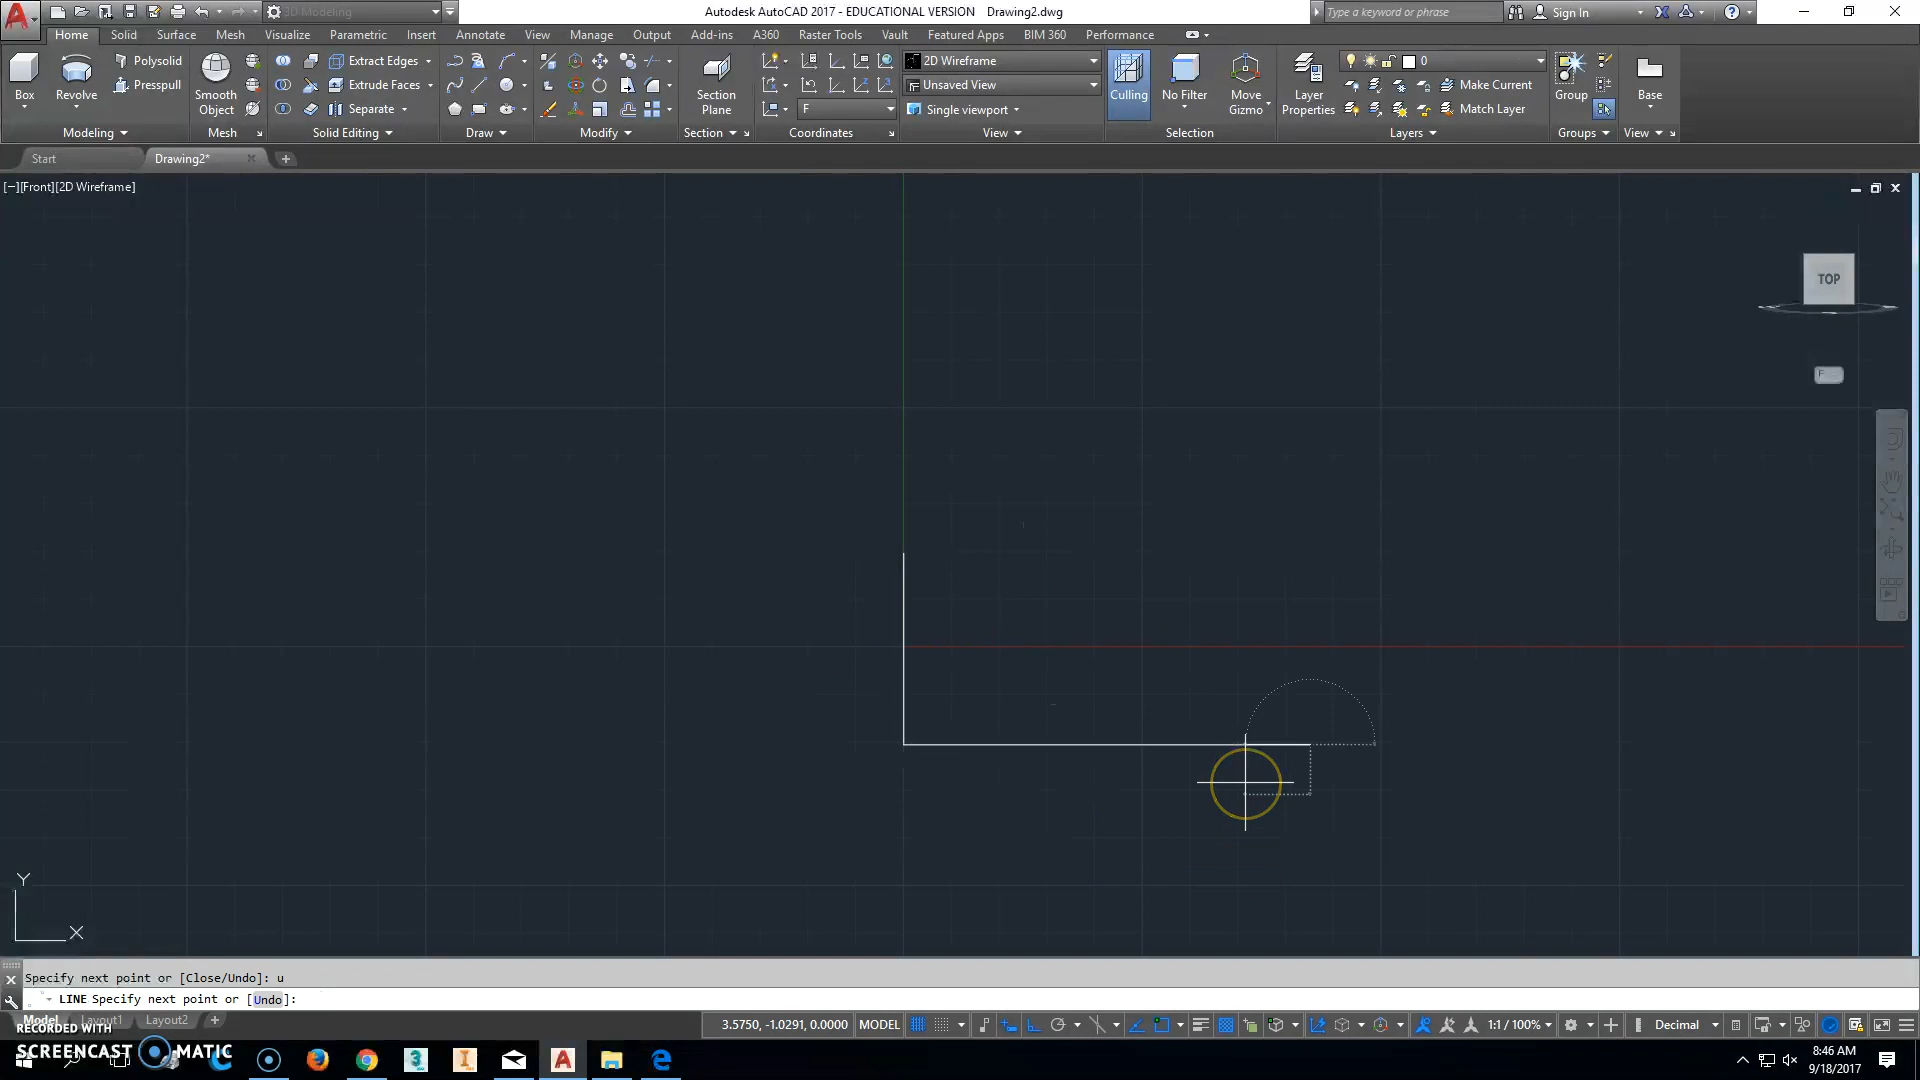 3D Modeling
Autodesk AutoCAD 2017 - EDUCATIONAL VERSION Drawing2.dwg
Type a keyword or phrase
Sign In
Home Solid Surface Mesh Visualize Parametric Insert Annotate View Manage Output Add-ins A360 Raster Tools Vault Featured Apps BIM 360 Performance
Box
Revolve
Polysolid
Presspull
Smooth Object
Extract Edges
Extrude Faces
Separate
F
2D Wireframe
Unsaved View
Single viewport
Section Plane
Culling
No Filter
Move Gizmo
Layer Properties
0
Make Current
Match Layer
Group
Base
Modeling Mesh Solid Editing Draw Modify Section Coordinates View Selection Layers Groups View
Start Drawing2*
[−][Front][2D Wireframe]
TOP
F
Y
X
Specify next point or [Close/Undo]: u
LINE Specify next point or [Undo]:
Model Layout1 Layout2
3.5750, -1.0291, 0.0000 MODEL 1:1 / 100% Decimal
RECORDED WITH
SCREENCAST MATIC
8:46 AM
9/18/2017